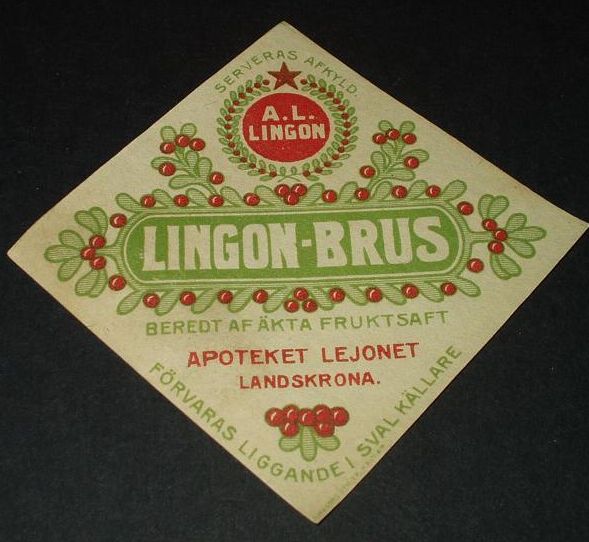 SERVERAS AFKYLD.
A.L.
LINGON
LINGON-BRUS
BEREDT AF ÄKTA FRUKTSAFT
APOTEKET LEJONET
LANDSKRONA.
FÖRVARAS LIGGANDE I SVAL KÄLLARE